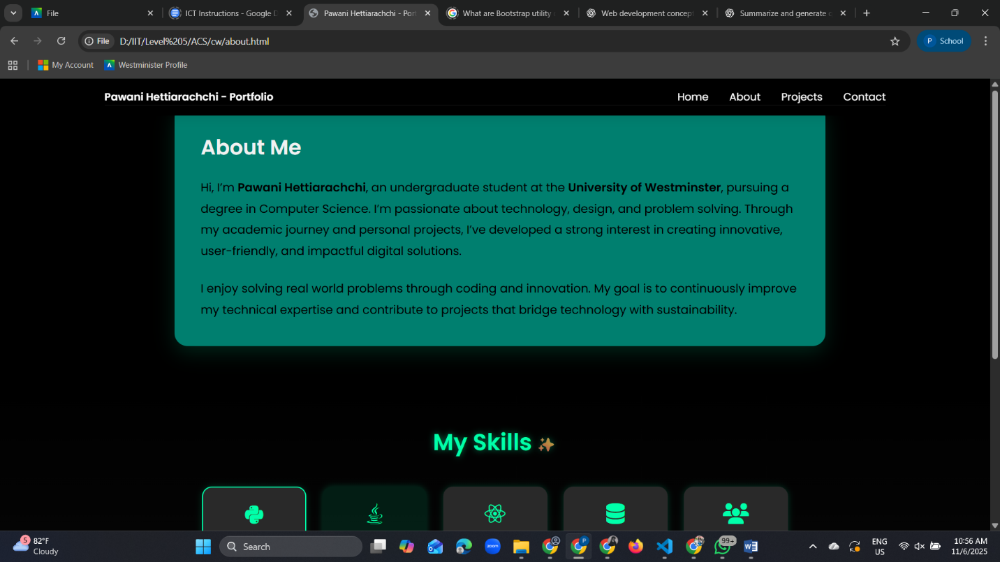 File
ICT Instructions - Google D
Pawani Hettiarachchi - Port
What are Bootstrap utility
Web development concept
Summarize and generate
File
D:/IIT/Level%205/ACS/cw/about.html
P
School
My Account
Westminister Profile
Pawani Hettiarachchi - Portfolio
Home
About
Projects
Contact
About Me
Hi, I’m Pawani Hettiarachchi, an undergraduate student at the University of Westminster, pursuing a
degree in Computer Science. I’m passionate about technology, design, and problem solving. Through
my academic journey and personal projects, I’ve developed a strong interest in creating innovative,
user-friendly, and impactful digital solutions.
I enjoy solving real world problems through coding and innovation. My goal is to continuously improve
my technical expertise and contribute to projects that bridge technology with sustainability.
My Skills
5
82°F
Cloudy
Search
zoom
P
99+
ENG
US
10:56 AM
11/6/2025